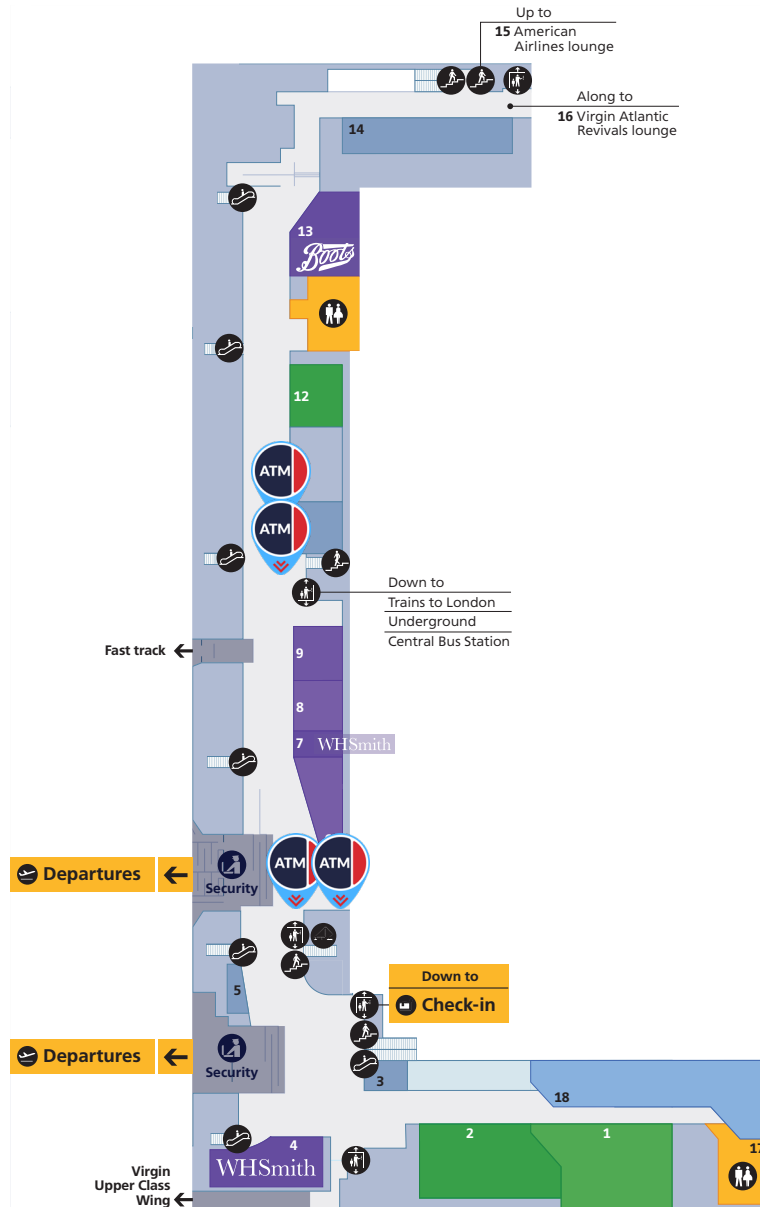 Up to
15 American
Airlines lounge
Along to
16 Virgin Atlantic
Revivals lounge
14
13
Boots
12
ATM
ATM
Down to
Trains to London
Underground
Central Bus Station
Fast track
9
8
7 WHSmith
ATM ATM
Departures
Security
Down to
Check-in
5
Departures
Security
3
18
4
WHSmith
2
1
17
Virgin
Upper Class
Wing